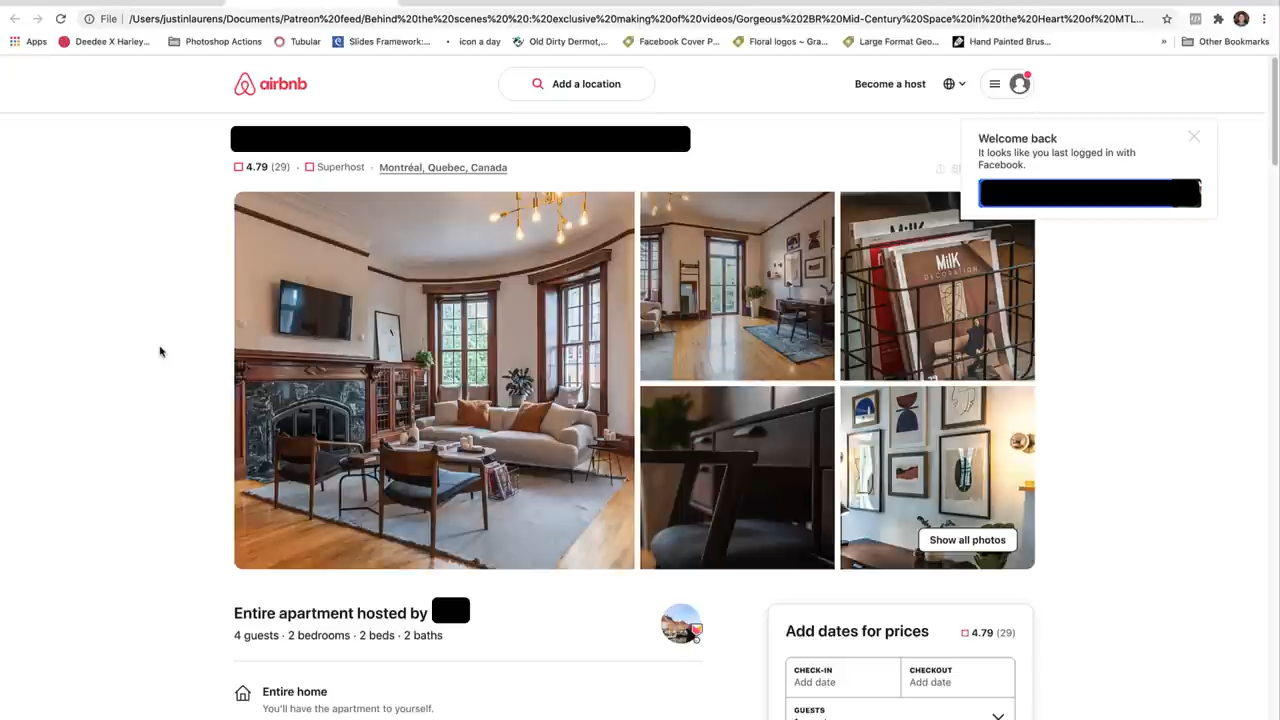 File | /Users/justinlaurens/Documents/Patreon%20feed/Behind%20the%20scenes%20%20:%20exclusive%20making%20of%20videos/Gorgeous%202BR%20Mid-Century%20Space%20in%20the%20Heart%20of%20MTL...
Apps Deedee X Harley... Photoshop Actions Tubular Slides Framework:... icon a day Old Dirty Dermot,... Facebook Cover P... Floral logos ~ Gra... Large Format Geo... Hand Painted Brus... » Other Bookmarks
airbnb Add a location Become a host
Welcome back
It looks like you last logged in with
Facebook.
4.79 (29) · Superhost · Montréal, Quebec, Canada
MilK
MilK
DECORATION
Show all photos
Entire apartment hosted by
4 guests · 2 bedrooms · 2 beds · 2 baths
Add dates for prices 4.79 (29)
CHECK-IN CHECKOUT
Add date Add date
GUESTS
Entire home
You'll have the apartment to yourself.